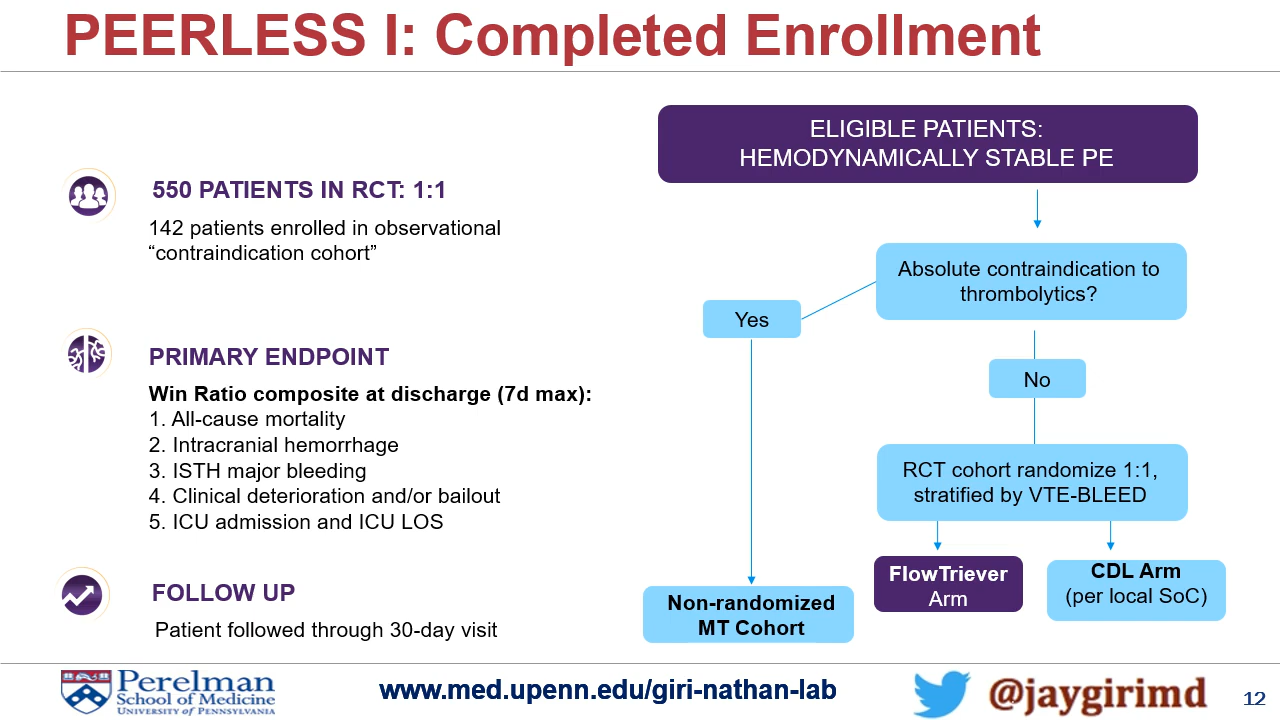 PEERLESS I: Completed Enrollment
550 PATIENTS IN RCT: 1:1
142 patients enrolled in observational
“contraindication cohort”
PRIMARY ENDPOINT
Win Ratio composite at discharge (7d max):
1. All-cause mortality
2. Intracranial hemorrhage
3. ISTH major bleeding
4. Clinical deterioration and/or bailout
5. ICU admission and ICU LOS
FOLLOW UP
Patient followed through 30-day visit
ELIGIBLE PATIENTS:
HEMODYNAMICALLY STABLE PE
Absolute contraindication to
thrombolytics?
Yes
No
RCT cohort randomize 1:1,
stratified by VTE-BLEED
FlowTriever
Arm
CDL Arm
(per local SoC)
Non-randomized
MT Cohort
Perelman
School of Medicine
University of Pennsylvania
www.med.upenn.edu/giri-nathan-lab
@jaygirimd
12